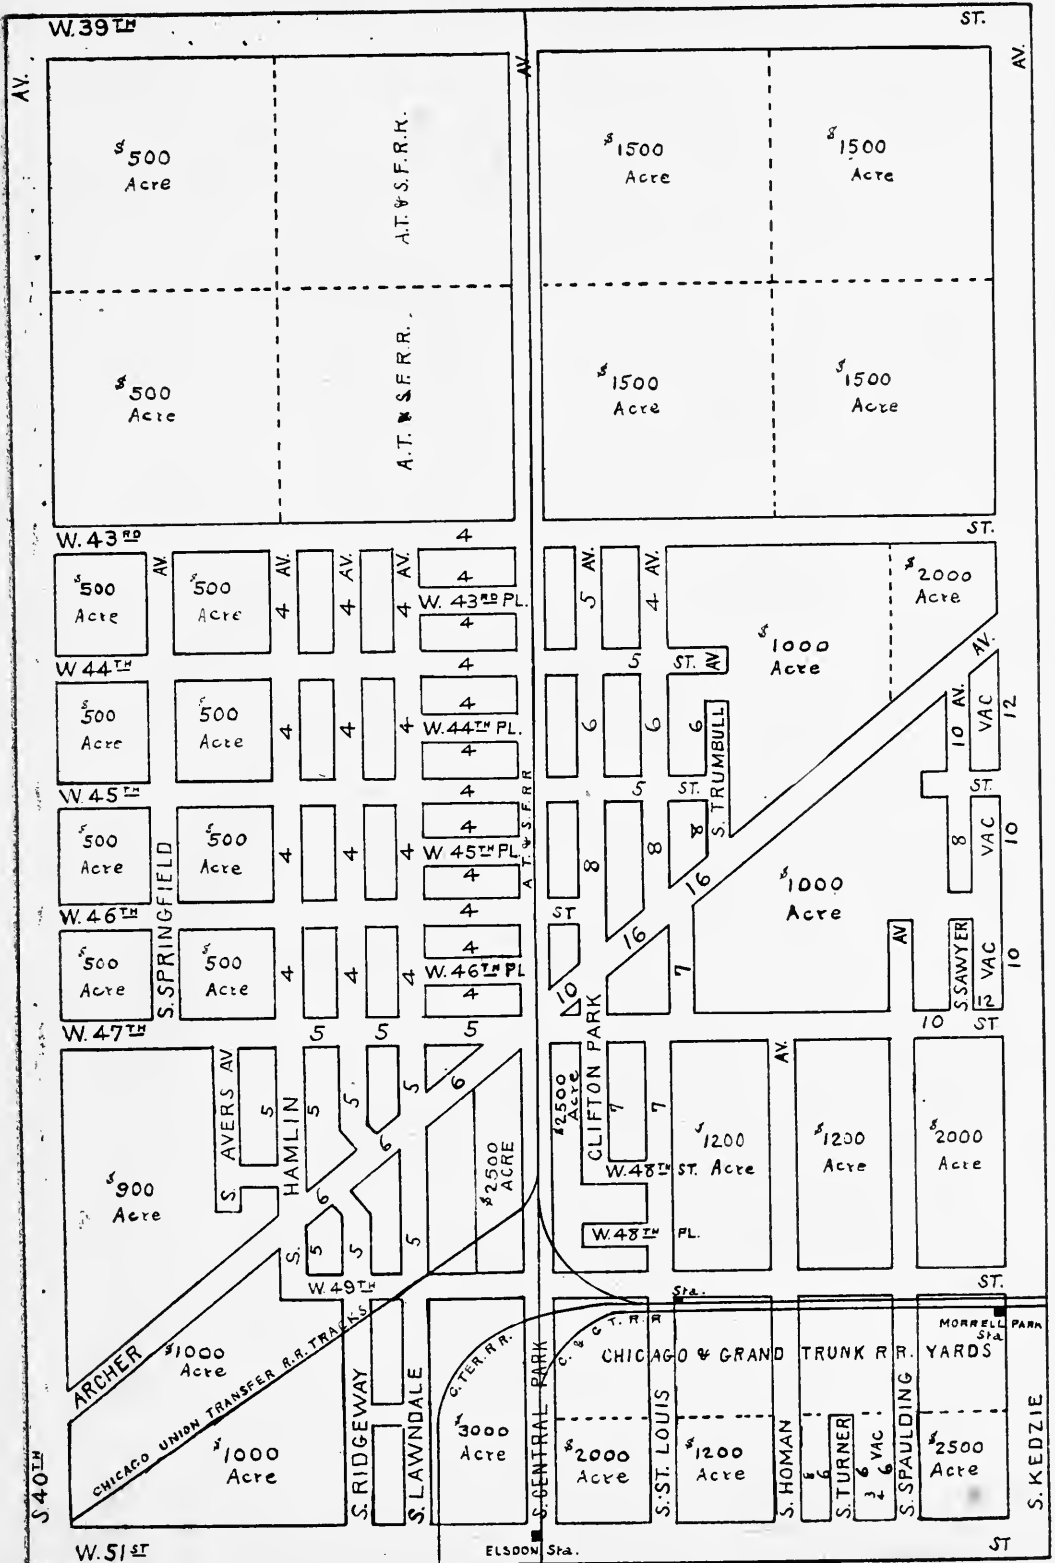 W. 39TH ST.
AV. AV. AV.
$500 Acre
A.T. & S.F.R.R.
$1500 Acre
$1500 Acre
$500 Acre
A.T. & S.F.R.R.
$1500 Acre
$1500 Acre
W. 43RD 4 ST.
AV. AV. AV. AV. AV. AV.
$500 Acre
$500 Acre
4 4 4
4
W. 43RD PL.
4
5 4
$1000 Acre
$2000 Acre
AV.
W 44TH 4 5 ST. AV
$500 Acre
$500 Acre
4 4 4
4
W. 44TH PL.
4
6 6 6
S. TRUMBULL
10 AV.
VAC
12
W. 45TH 4 5 ST. ST.
A.T. & S.F. R R
$500 Acre
$500 Acre
4 4 4
4
W 45TH PL.
4
8 8 8
16
$1000 Acre
8
VAC
10
S. SPRINGFIELD
W. 46TH 4 ST
$500 Acre
$500 Acre
4 4 4
4
W. 46TH PL
4
10
16
7
AV
S. SAWYER
VAC
12
10
W. 47TH 5 5 5 10 ST
$900 Acre
S. AVERS AV
5
S. HAMLIN
5 5 5
6
6
6
5 5 5
$2500 ACRE
$2500 Acre
CLIFTON PARK
7 7
W. 48TH ST.
W. 48TH PL.
$1200 Acre
AV.
$1200 Acre
$2000 Acre
W. 49TH ST.
ARCHER
$1000 Acre
CHICAGO UNION TRANSFER R.R. TRACKS
$1000 Acre
S. RIDGEWAY
S. LAWNDALE
C. TER. R R.
$3000 Acre
S. CENTRAL PARK
C. & G T. R. R
Sta.
CHICAGO & GRAND TRUNK R R. YARDS
MORRELL PARK Sta
$2000 Acre
S. ST. LOUIS
$1200 Acre
S. HOMAN
8 6
S. TURNER
3 6
4 6 VAC
S. SPAULDING
$2500 Acre
S. KEDZIE
S. 40TH
W. 51ST ELSDON Sta. ST